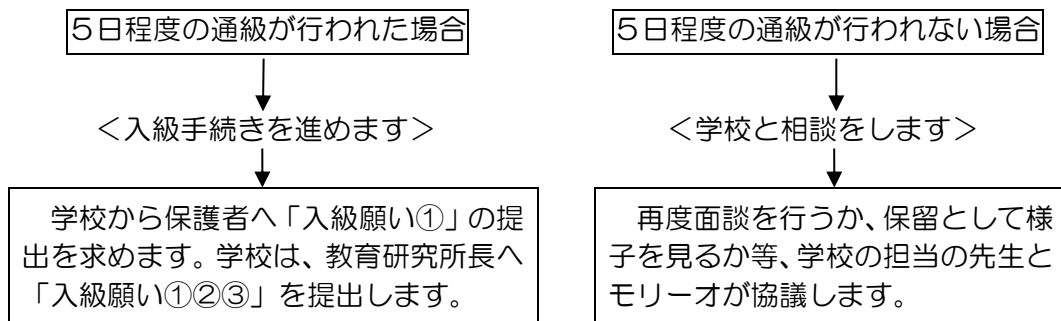 ５日程度の通級が行われた場合
＜入級手続きを進めます＞
学校から保護者へ「入級願い①」の提
出を求めます。学校は、教育研究所長へ
「入級願い①②③」を提出します。
５日程度の通級が行われない場合
＜学校と相談をします＞
再度面談を行うか、保留として様
子を見るか等、学校の担当の先生と
モリーオが協議します。